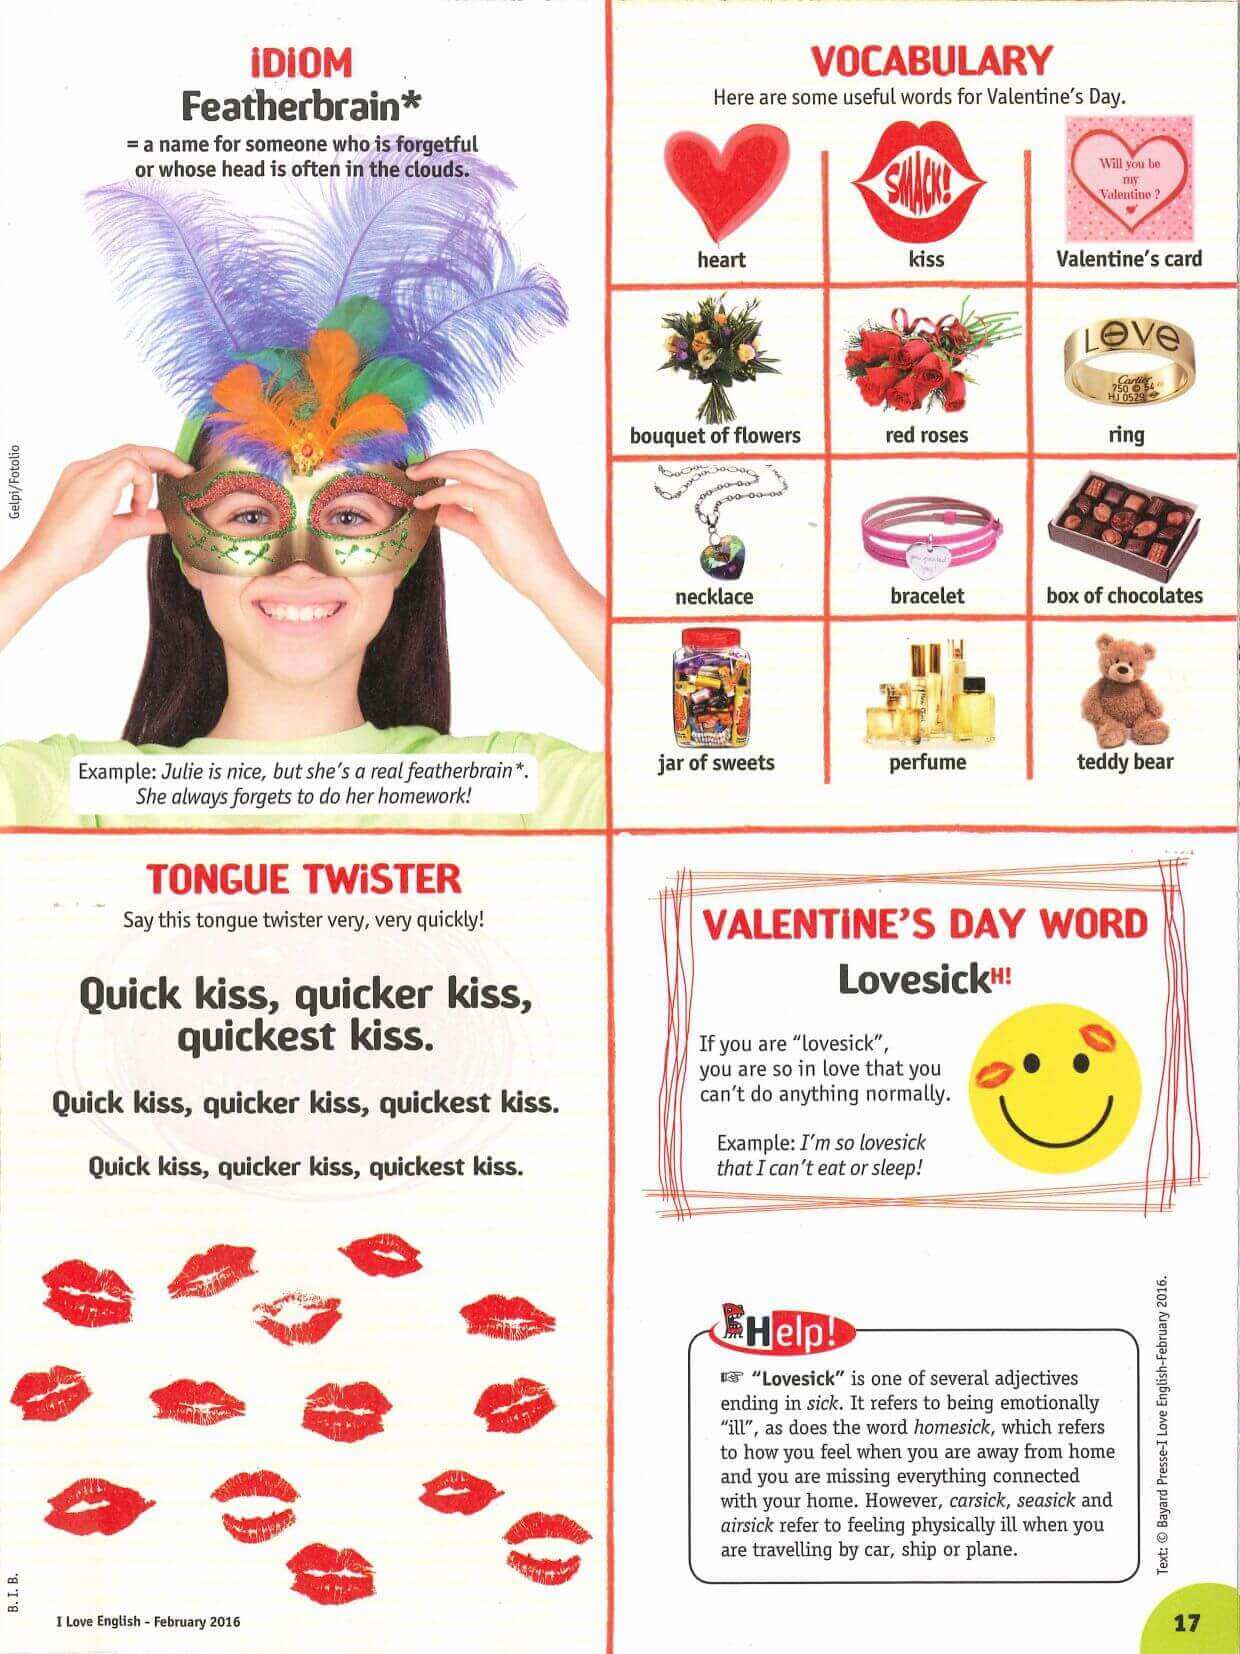 iDiOM
Featherbrain*
= a name for someone who is forgetful
or whose head is often in the clouds.
Gelpi/Fotolio
Example: Julie is nice, but she's a real featherbrain*.
She always forgets to do her homework!
VOCABULARY
Here are some useful words for Valentine's Day.
SMACK!
Will you be
my
Valentine ?
heart
kiss
Valentine's card
LOVE
Cartier
750 © 54
HJ 0529
bouquet of flowers
red roses
ring
necklace
bracelet
box of chocolates
jar of sweets
perfume
teddy bear
TONGUE TWiSTER
Say this tongue twister very, very quickly!
Quick kiss, quicker kiss,
quickest kiss.
Quick kiss, quicker kiss, quickest kiss.
Quick kiss, quicker kiss, quickest kiss.
B. I. B.
I Love English - February 2016
VALENTiNE'S DAY WORD
LovesickH!
If you are “lovesick”,
you are so in love that you
can't do anything normally.
Example: I'm so lovesick
that I can't eat or sleep!
Help!
☞ “Lovesick” is one of several adjectives
ending in sick. It refers to being emotionally
“ill”, as does the word homesick, which refers
to how you feel when you are away from home
and you are missing everything connected
with your home. However, carsick, seasick and
airsick refer to feeling physically ill when you
are travelling by car, ship or plane.
Text: © Bayard Presse-I Love English-February 2016.
17